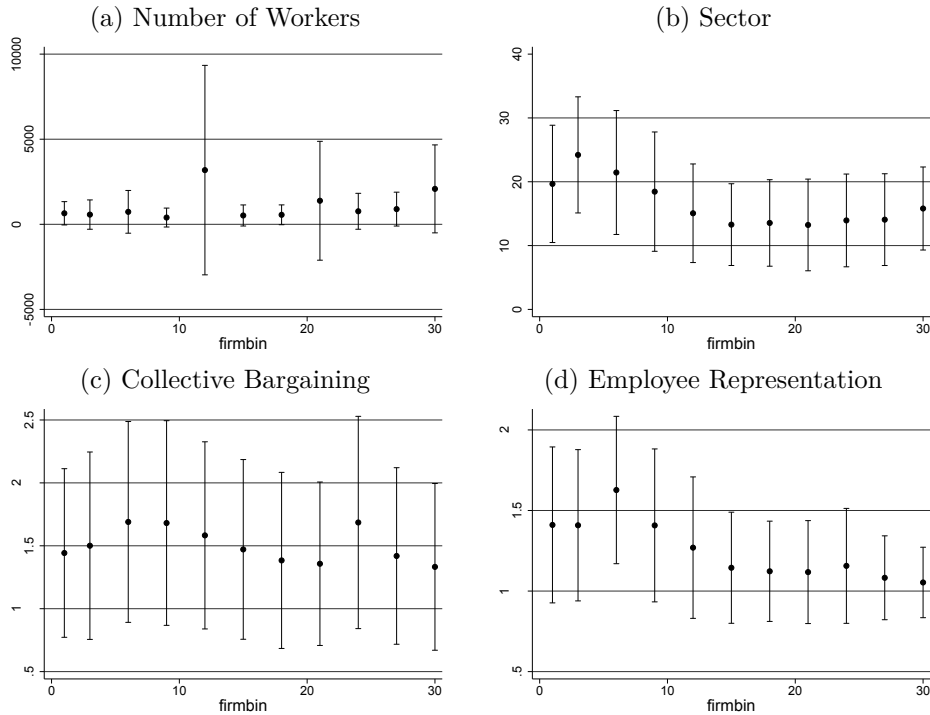 (a) Number of Workers
10000
5000
0
-5000
0 10 20 30
firmbin
(b) Sector
40
30
20
10
0
0 10 20 30
firmbin
(c) Collective Bargaining
2.5
2
1.5
1
.5
0 10 20 30
firmbin
(d) Employee Representation
2
1.5
1
.5
0 10 20 30
firmbin